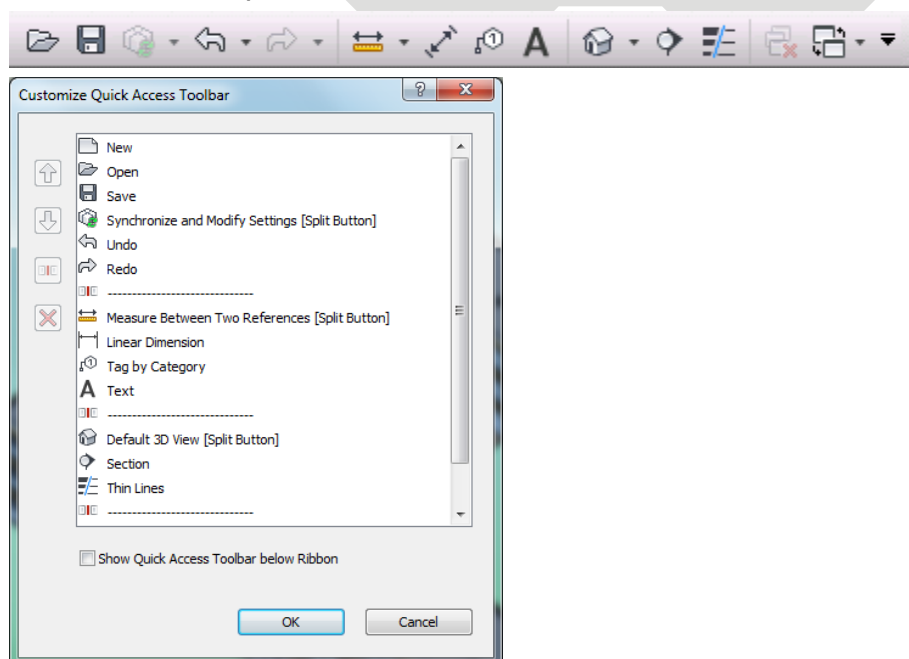 A
Customize Quick Access Toolbar
?
New
Open
Save
Synchronize and Modify Settings [Split Button]
Undo
Redo
------------------------------
Measure Between Two References [Split Button]
Linear Dimension
Tag by Category
A Text
------------------------------
Default 3D View [Split Button]
Section
Thin Lines
------------------------------
Show Quick Access Toolbar below Ribbon
OK Cancel